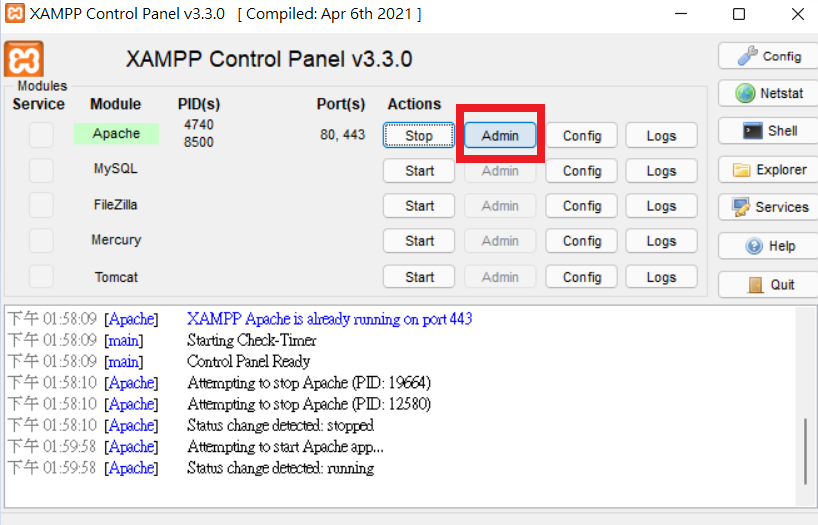 XAMPP Control Panel v3.3.0 [ Compiled: Apr 6th 2021 ]
XAMPP Control Panel v3.3.0
Config
Modules
Service Module PID(s) Port(s) Actions
Netstat
Apache 4740 8500 80, 443 Stop Admin Config Logs
Shell
MySQL Start Admin Config Logs
Explorer
FileZilla Start Admin Config Logs
Services
Mercury Start Admin Config Logs
Help
Tomcat Start Admin Config Logs
Quit
下午 01:58:09 [Apache] XAMPP Apache is already running on port 443
下午 01:58:09 [main] Starting Check-Timer
下午 01:58:09 [main] Control Panel Ready
下午 01:58:10 [Apache] Attempting to stop Apache (PID: 19664)
下午 01:58:10 [Apache] Attempting to stop Apache (PID: 12580)
下午 01:58:10 [Apache] Status change detected: stopped
下午 01:59:58 [Apache] Attempting to start Apache app...
下午 01:59:58 [Apache] Status change detected: running